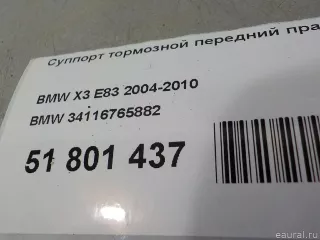 Суппорт тормозной передний пра
BMW X3 E83 2004-2010
BMW 34116765882
51 801 437
eaural.ru